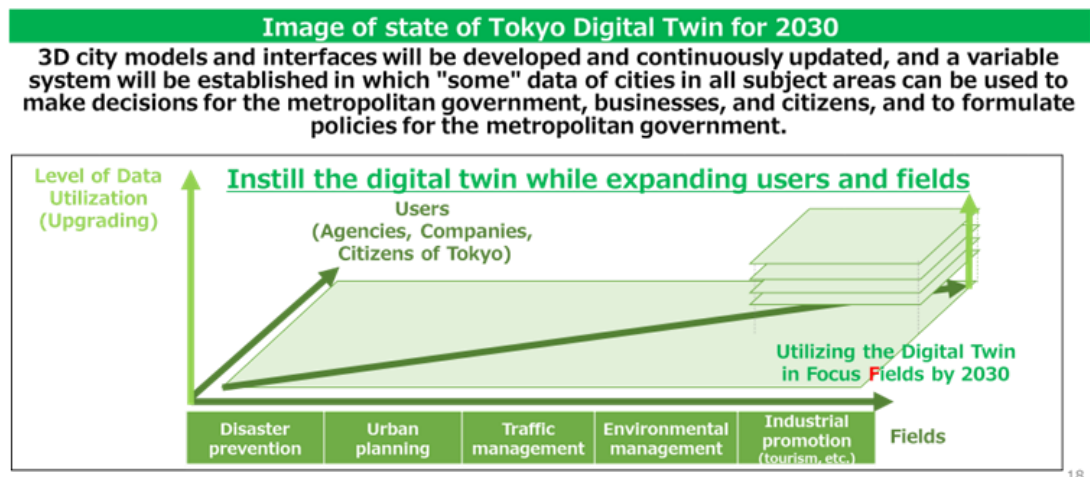 Image of state of Tokyo Digital Twin for 2030
3D city models and interfaces will be developed and continuously updated, and a variable
system will be established in which "some" data of cities in all subject areas can be used to
make decisions for the metropolitan government, businesses, and citizens, and to formulate
policies for the metropolitan government.
Level of Data
Utilization
(Upgrading)
Instill the digital twin while expanding users and fields
Users
(Agencies, Companies,
Citizens of Tokyo)
Utilizing the Digital Twin
in Focus Fields by 2030
Disaster
prevention
Urban
planning
Traffic
management
Environmental
management
Industrial
promotion
(tourism, etc.)
Fields
18